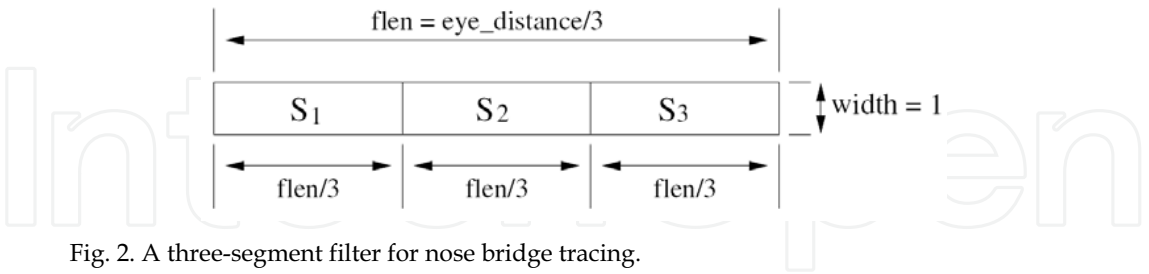 flen = eye_distance/3
S1 S2 S3 width = 1
flen/3 flen/3 flen/3
IntechOpen
Fig. 2. A three-segment filter for nose bridge tracing.